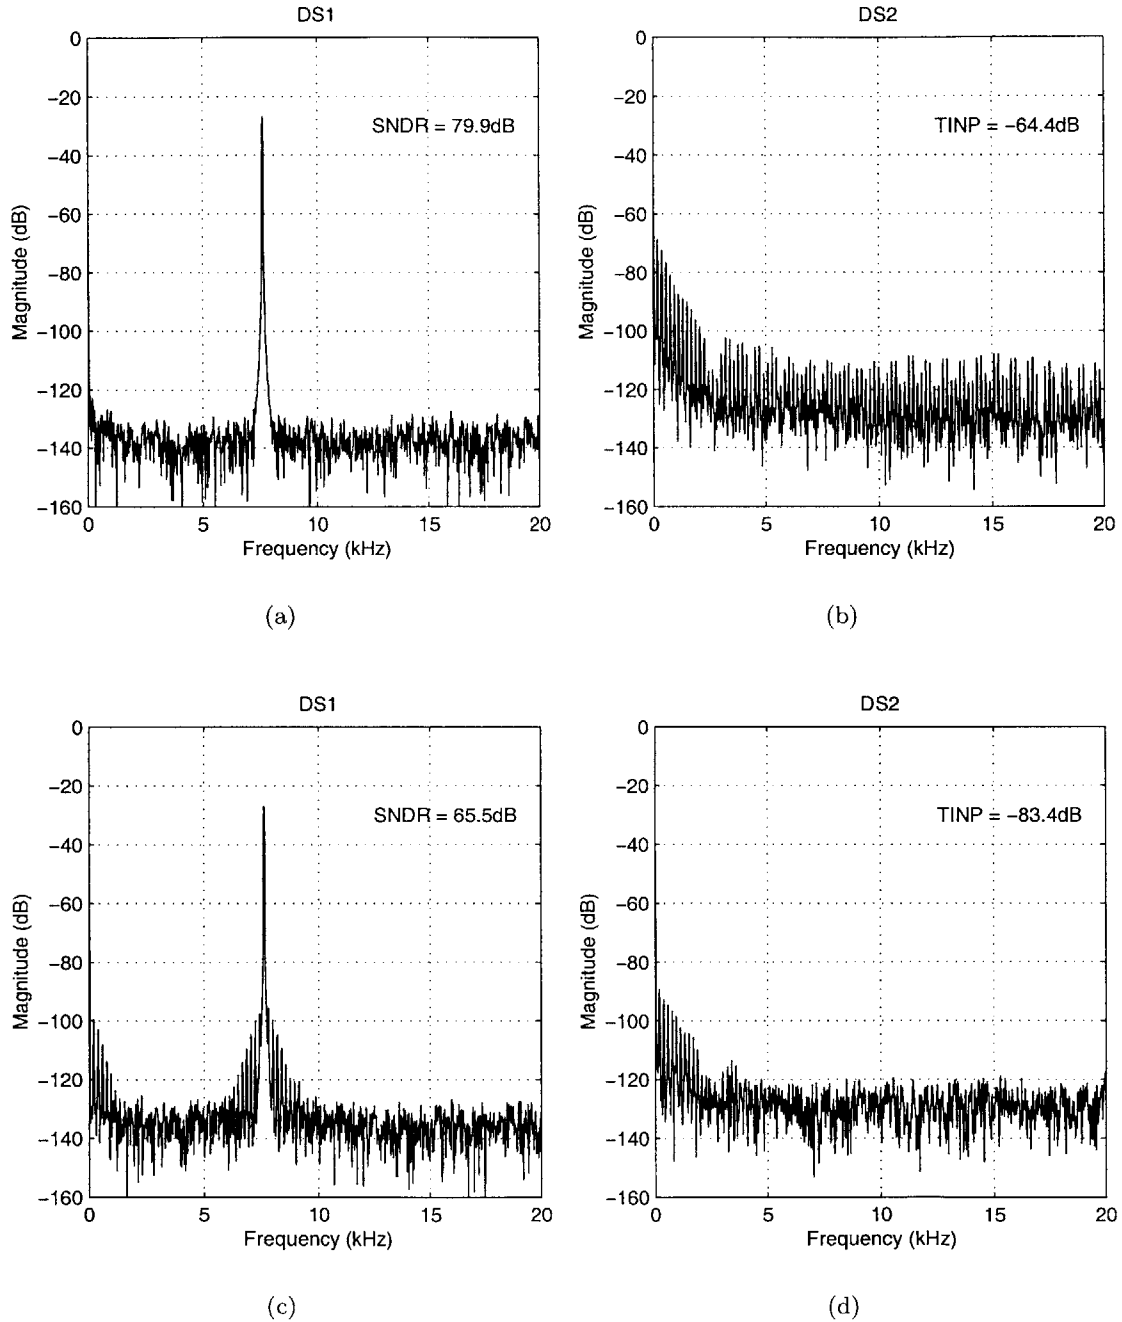 DS1
0
−20
−40
−60
−80
−100
−120
−140
−160
Magnitude (dB)
SNDR = 79.9dB
0 5 10 15 20
Frequency (kHz)
(a)
DS2
0
−20
−40
−60
−80
−100
−120
−140
−160
Magnitude (dB)
TINP = −64.4dB
0 5 10 15 20
Frequency (kHz)
(b)
DS1
0
−20
−40
−60
−80
−100
−120
−140
−160
Magnitude (dB)
SNDR = 65.5dB
0 5 10 15 20
Frequency (kHz)
(c)
DS2
0
−20
−40
−60
−80
−100
−120
−140
−160
Magnitude (dB)
TINP = −83.4dB
0 5 10 15 20
Frequency (kHz)
(d)